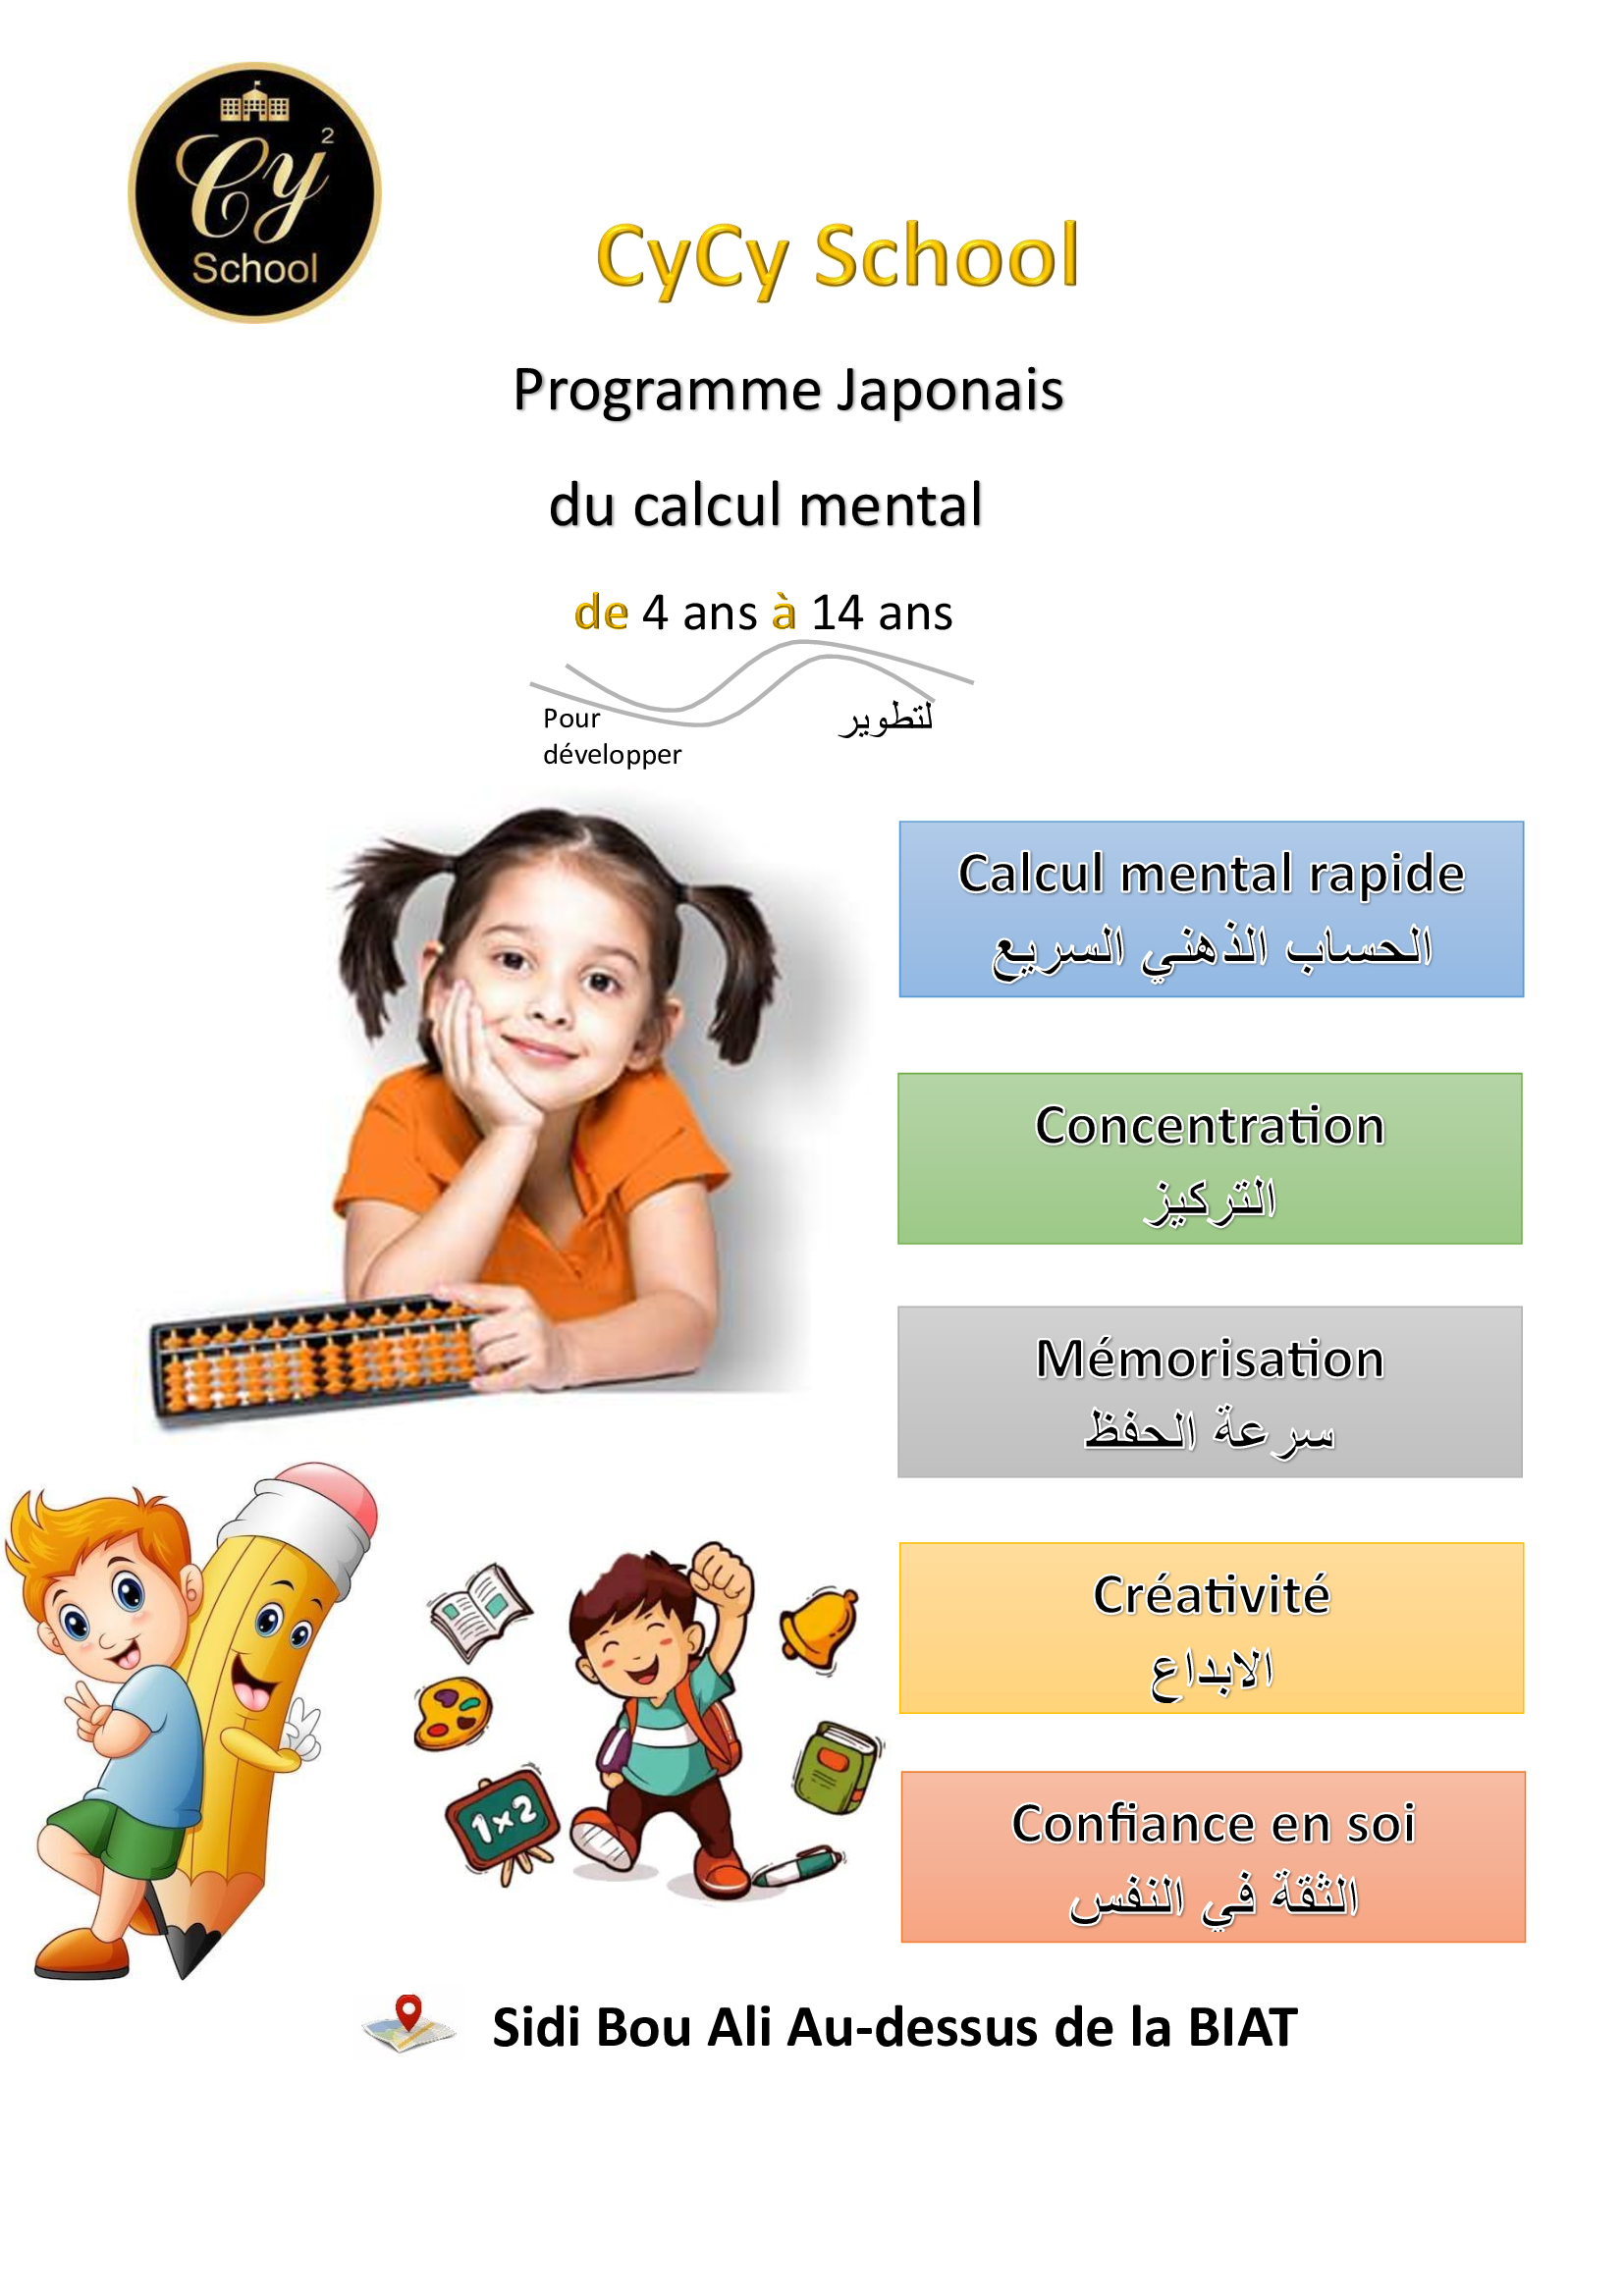 Cy²
School
CyCy School
Programme Japonais
du calcul mental
de 4 ans à 14 ans
Pour
développer
لتطوير
Calcul mental rapide
الحساب الذهني السريع
Concentration
التركيز
Mémorisation
سرعة الحفظ
Créativité
الابداع
1x2
Confiance en soi
الثقة في النفس
Sidi Bou Ali Au-dessus de la BIAT